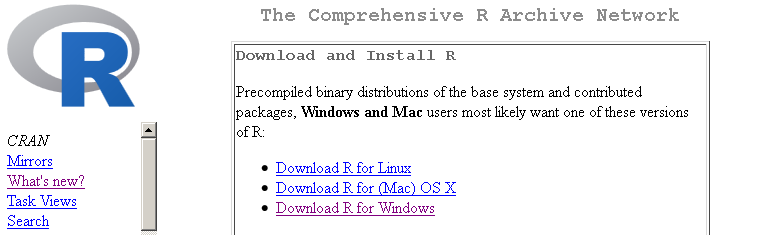 The Comprehensive R Archive Network
R
CRAN
Mirrors
What's new?
Task Views
Search
Download and Install R
Precompiled binary distributions of the base system and contributed
packages, Windows and Mac users most likely want one of these versions
of R:
Download R for Linux
Download R for (Mac) OS X
Download R for Windows